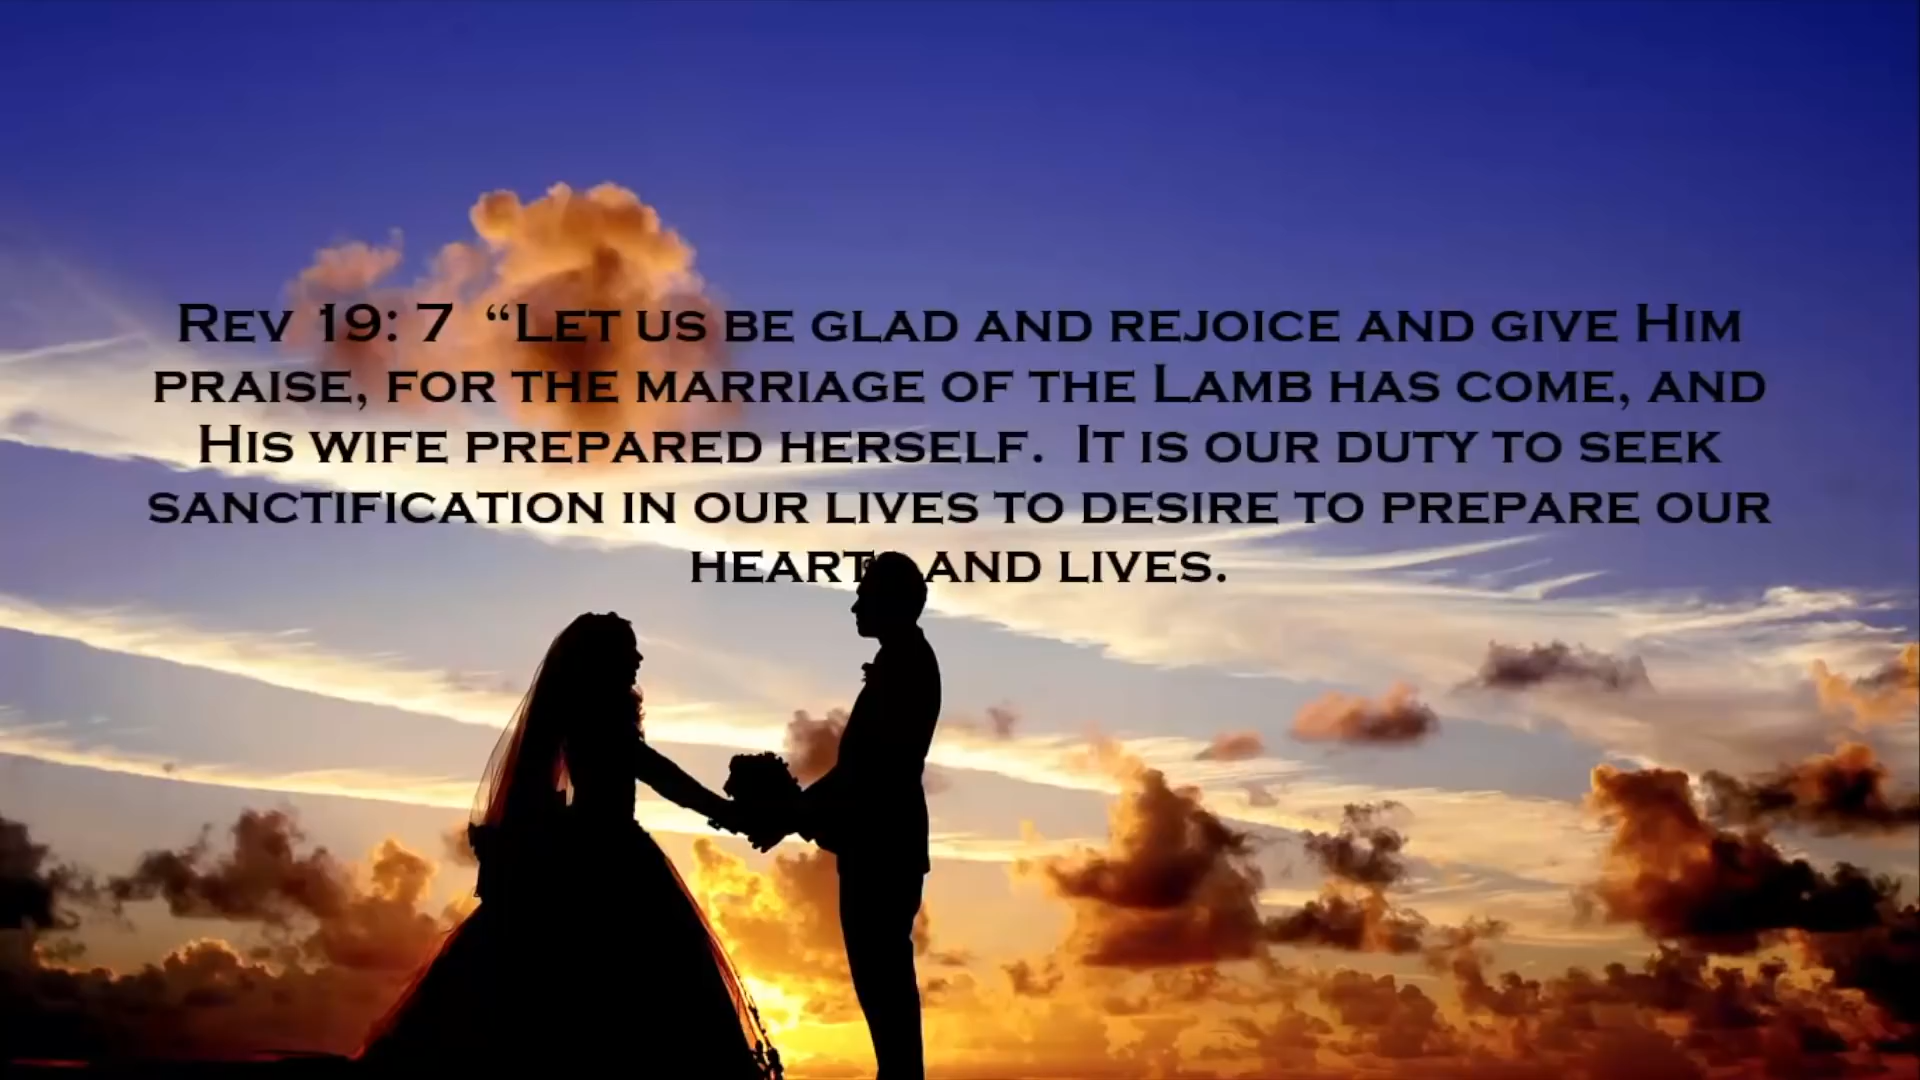 Rev 19: 7 “Let us be glad and rejoice and give Him
praise, for the marriage of the Lamb has come, and
His wife prepared herself. It is our duty to seek
sanctification in our lives to desire to prepare our
hearts and lives.